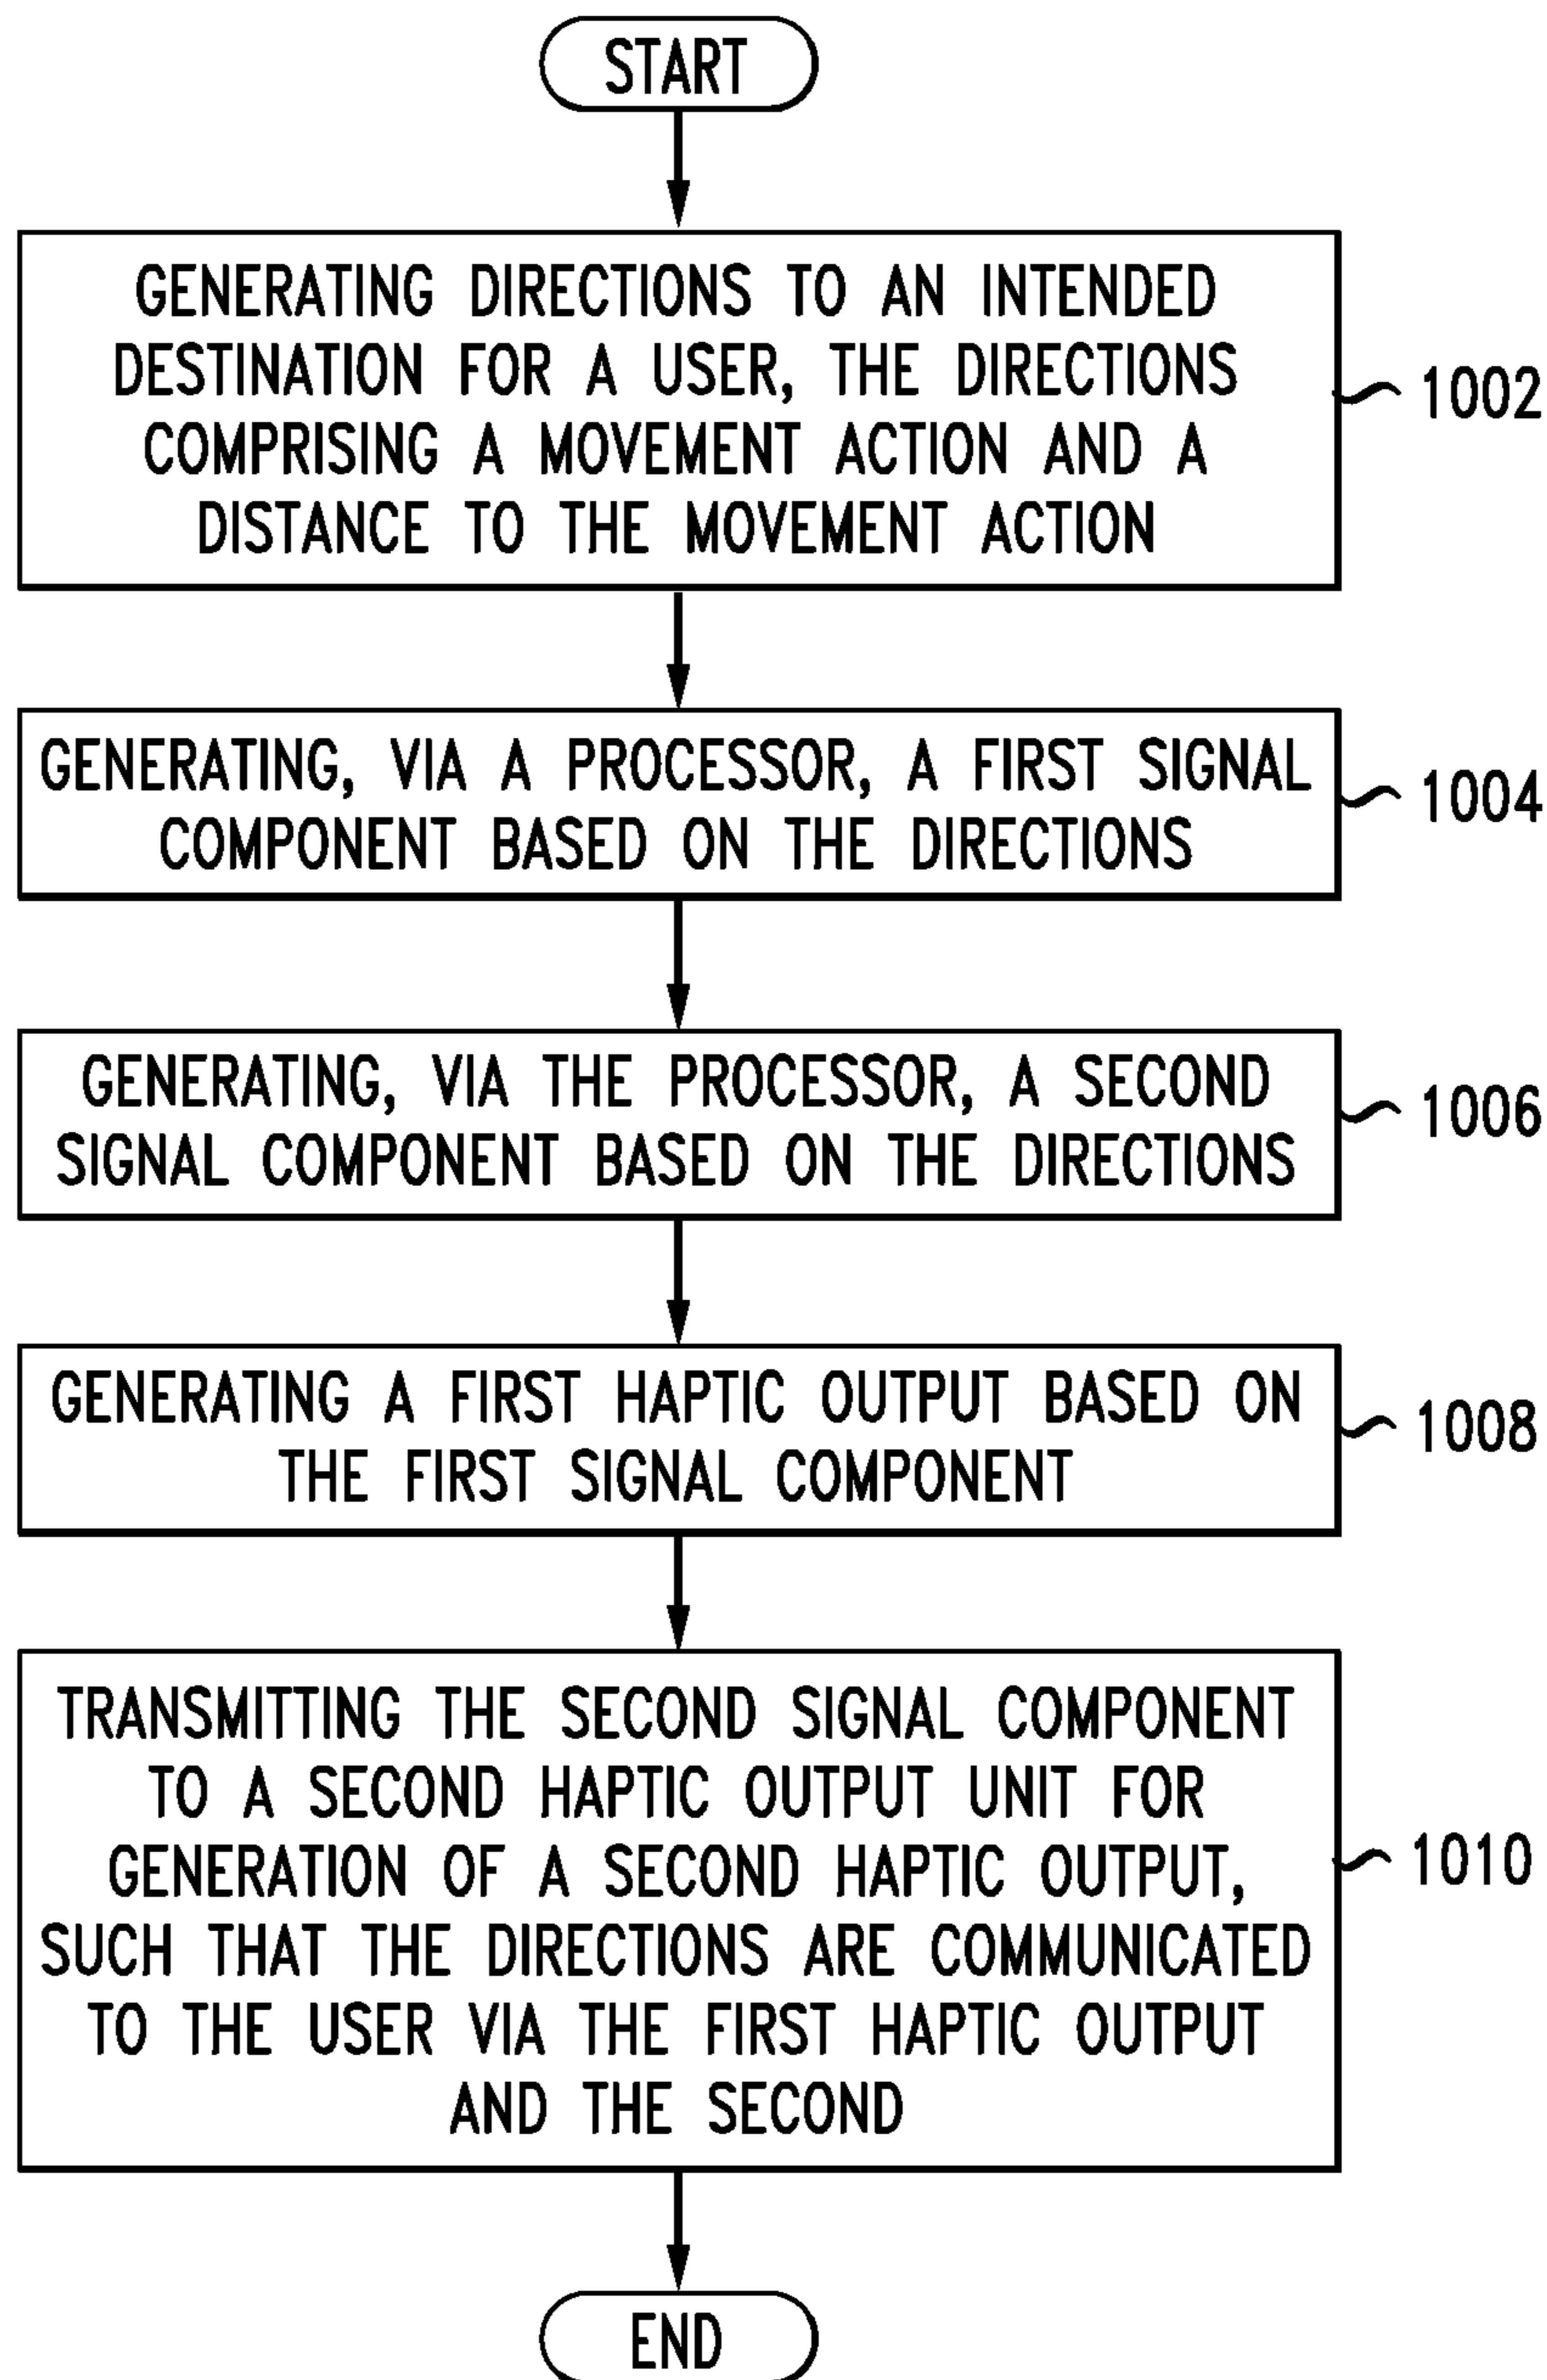 START
GENERATING DIRECTIONS TO AN INTENDED
DESTINATION FOR A USER, THE DIRECTIONS
COMPRISING A MOVEMENT ACTION AND A
DISTANCE TO THE MOVEMENT ACTION
1002
GENERATING, VIA A PROCESSOR, A FIRST SIGNAL
COMPONENT BASED ON THE DIRECTIONS
1004
GENERATING, VIA THE PROCESSOR, A SECOND
SIGNAL COMPONENT BASED ON THE DIRECTIONS
1006
GENERATING A FIRST HAPTIC OUTPUT BASED ON
THE FIRST SIGNAL COMPONENT
1008
TRANSMITTING THE SECOND SIGNAL COMPONENT
TO A SECOND HAPTIC OUTPUT UNIT FOR
GENERATION OF A SECOND HAPTIC OUTPUT,
SUCH THAT THE DIRECTIONS ARE COMMUNICATED
TO THE USER VIA THE FIRST HAPTIC OUTPUT
AND THE SECOND
1010
END